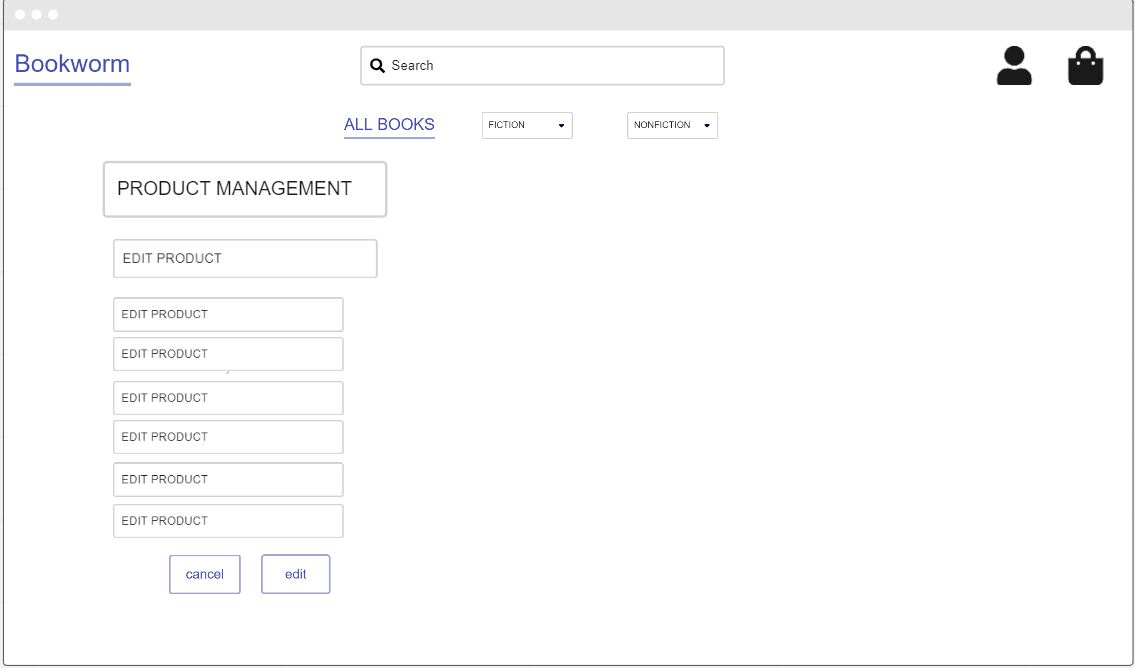 Bookworm
Search
ALL BOOKS
FICTION
NONFICTION
PRODUCT MANAGEMENT
EDIT PRODUCT
EDIT PRODUCT
EDIT PRODUCT
EDIT PRODUCT
EDIT PRODUCT
EDIT PRODUCT
EDIT PRODUCT
cancel
edit